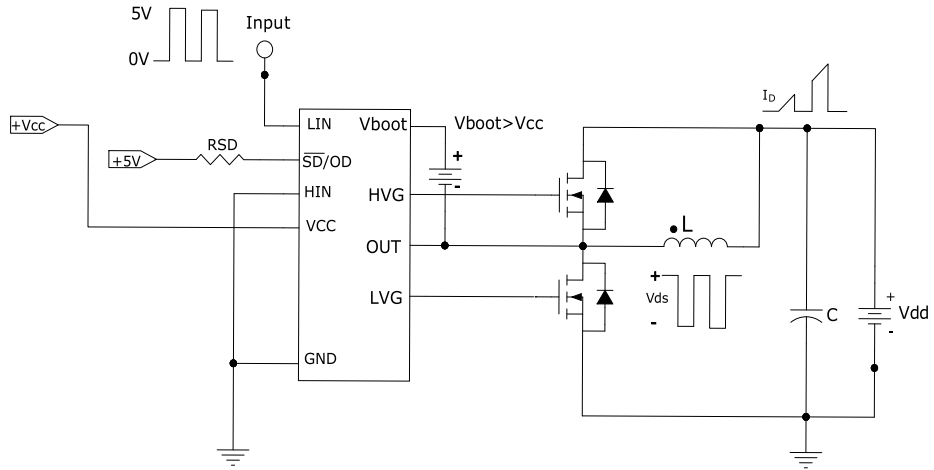 5V
Input
0V
I_D
+Vcc
LIN
Vboot
Vboot>Vcc
RSD
+5V
S̅D̅/OD
+
-
HIN
HVG
VCC
L
OUT
+
Vds
-
LVG
C
+
Vdd
-
GND